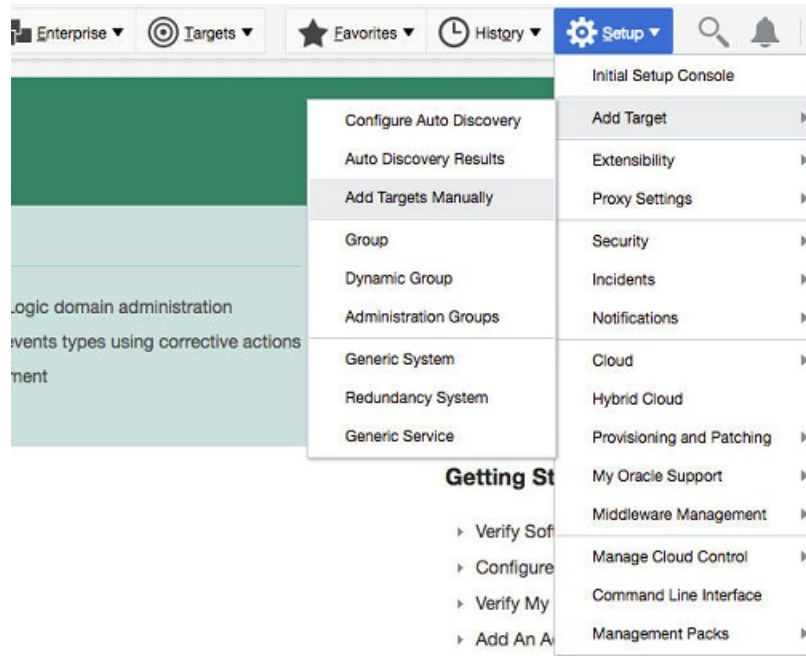 Enterprise Targets Favorites History Setup
Initial Setup Console
Add Target
Extensibility
Proxy Settings
Security
Incidents
Notifications
Cloud
Hybrid Cloud
Provisioning and Patching
My Oracle Support
Middleware Management
Manage Cloud Control
Command Line Interface
Management Packs
Configure Auto Discovery
Auto Discovery Results
Add Targets Manually
Group
Dynamic Group
Administration Groups
Generic System
Redundancy System
Generic Service
Logic domain administration
events types using corrective actions
ment
Getting St
Verify Soft
Configure
Verify My
Add An A